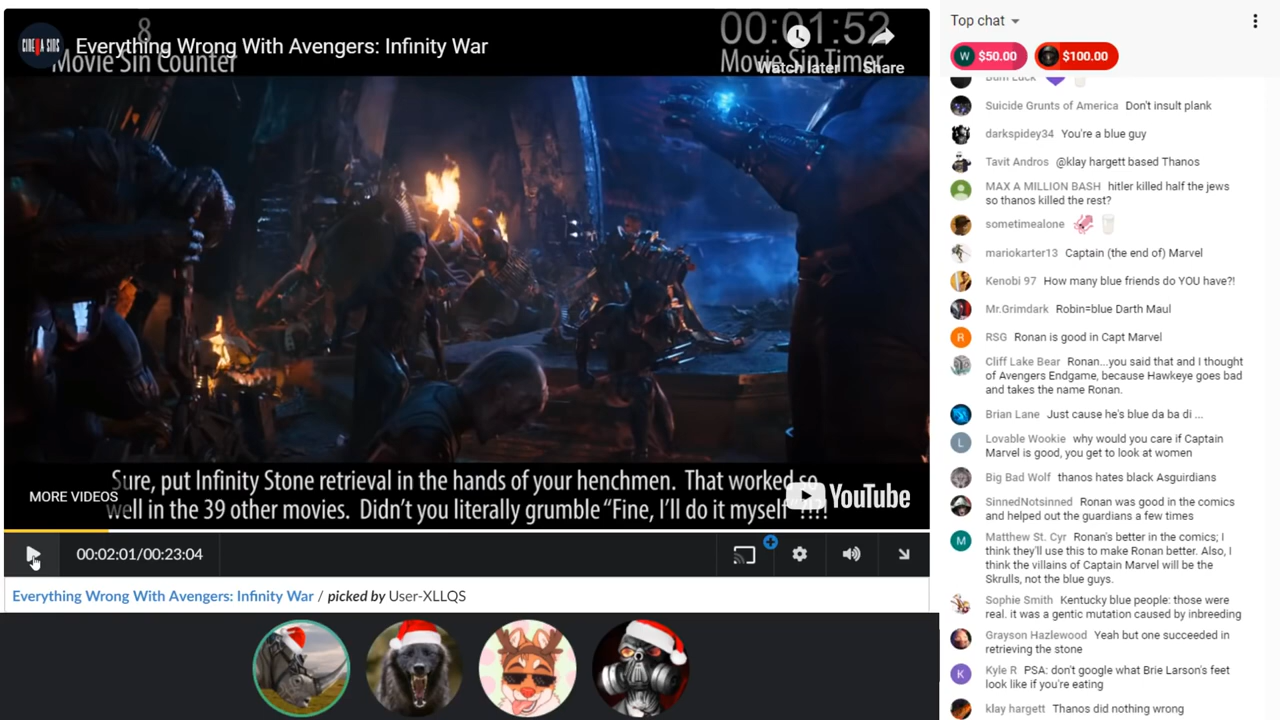 CINEMA SINS
8
Movie Sin Counter
Everything Wrong With Avengers: Infinity War
00:01:52
Movie Sin Timer
Watch later
Share
Sure, put Infinity Stone retrieval in the hands of your henchmen. That worked so
well in the 39 other movies. Didn't you literally grumble “Fine, I'll do it myself”?!?!
MORE VIDEOS
YouTube
00:02:01/00:23:04
Everything Wrong With Avengers: Infinity War / picked by User-XLLQS
Top chat
W $50.00
$100.00
Dum Luck
Suicide Grunts of America Don't insult plank
darkspidey34 You're a blue guy
Tavit Andros @klay hargett based Thanos
MAX A MILLION BASH hitler killed half the jews
so thanos killed the rest?
sometimealone
mariokarter13 Captain (the end of) Marvel
Kenobi 97 How many blue friends do YOU have?!
Mr.Grimdark Robin=blue Darth Maul
R RSG Ronan is good in Capt Marvel
Cliff Lake Bear Ronan...you said that and I thought
of Avengers Endgame, because Hawkeye goes bad
and takes the name Ronan.
Brian Lane Just cause he's blue da ba di ...
L Lovable Wookie why would you care if Captain
Marvel is good, you get to look at women
Big Bad Wolf thanos hates black Asguirdians
SinnedNotsinned Ronan was good in the comics
and helped out the guardians a few times
M Matthew St. Cyr Ronan's better in the comics; I
think they'll use this to make Ronan better. Also, I
think the villains of Captain Marvel will be the
Skrulls, not the blue guys.
Sophie Smith Kentucky blue people: those were
real. it was a gentic mutation caused by inbreeding
Grayson Hazlewood Yeah but one succeeded in
retrieving the stone
K Kyle R PSA: don't google what Brie Larson's feet
look like if you're eating
klay hargett Thanos did nothing wrong